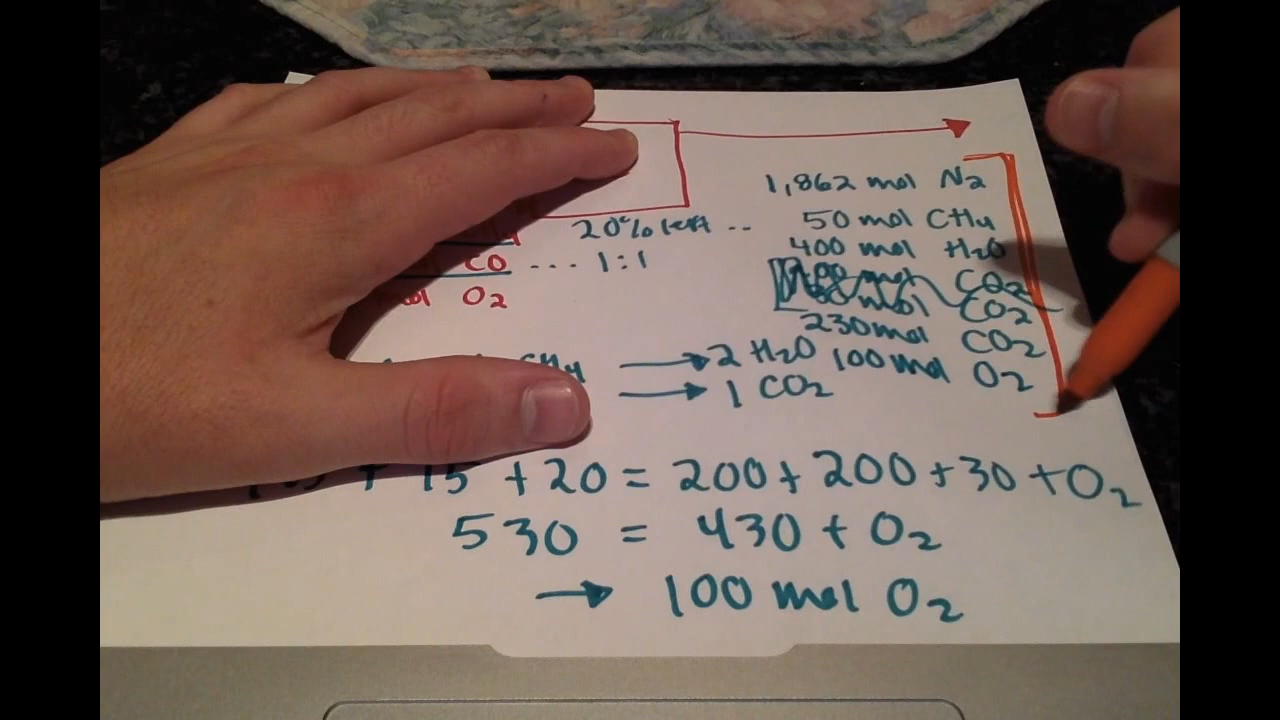 1,862 mol N2
20% left .. 50 mol CH4
400 mol H2O
CO ... 1:1
mol CO2
mol CO2
O2
230 mol CO2
CH4 → 2 H2O 100 mol O2
→ 1 CO2
+ 15 + 20 = 200 + 200 + 30 + O2
530 = 430 + O2
→ 100 mol O2